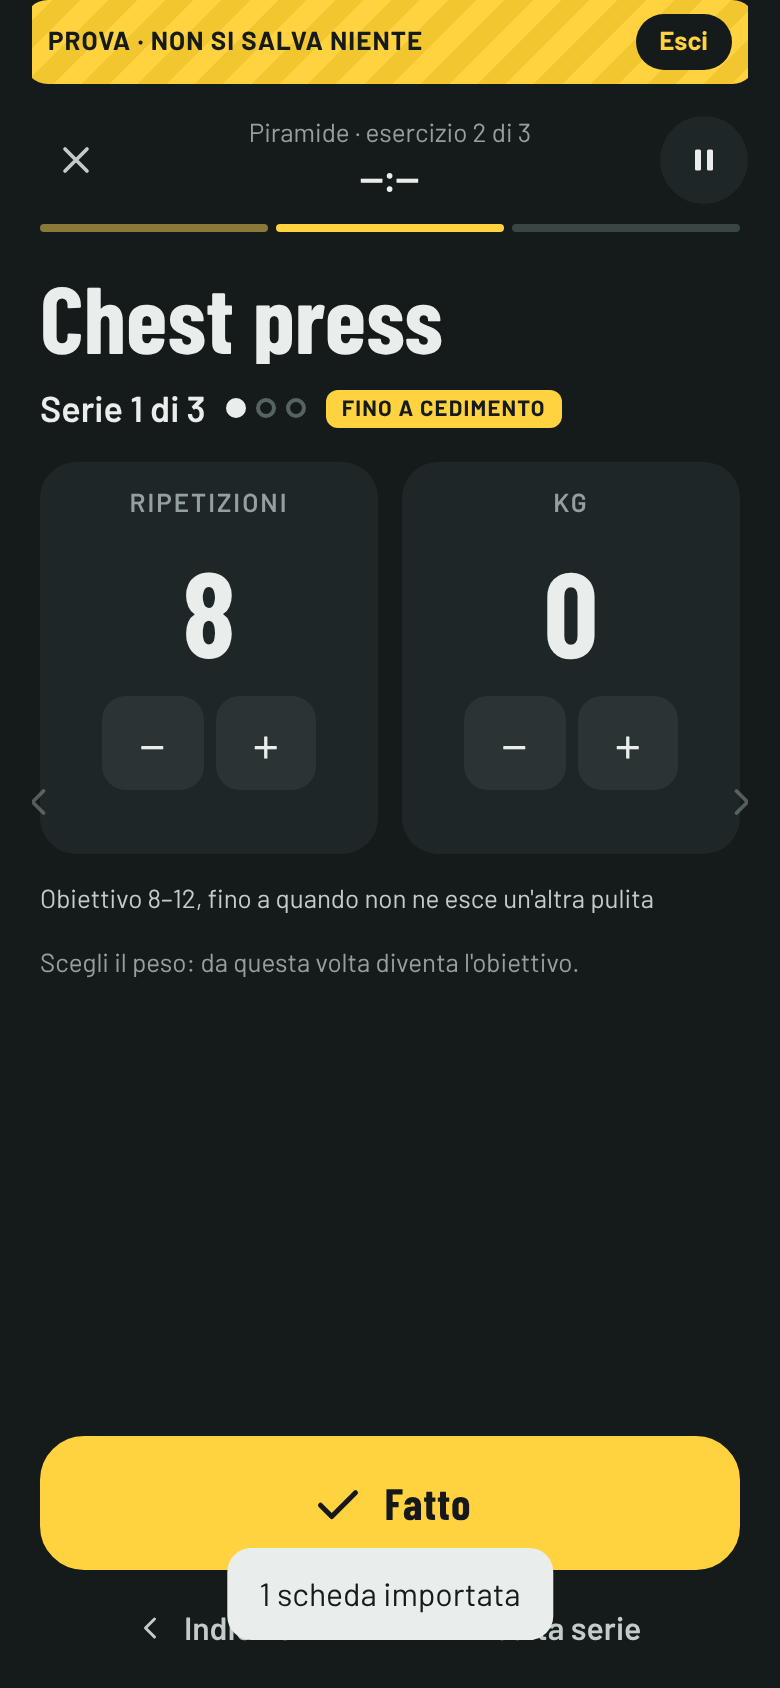 PROVA · NON SI SALVA NIENTE
Esci
Piramide · esercizio 2 di 3
–:–
Chest press
Serie 1 di 3
FINO A CEDIMENTO
RIPETIZIONI
KG
8
0
− +
− +
Obiettivo 8–12, fino a quando non ne esce un'altra pulita
Scegli il peso: da questa volta diventa l'obiettivo.
Fatto
1 scheda importata
serie